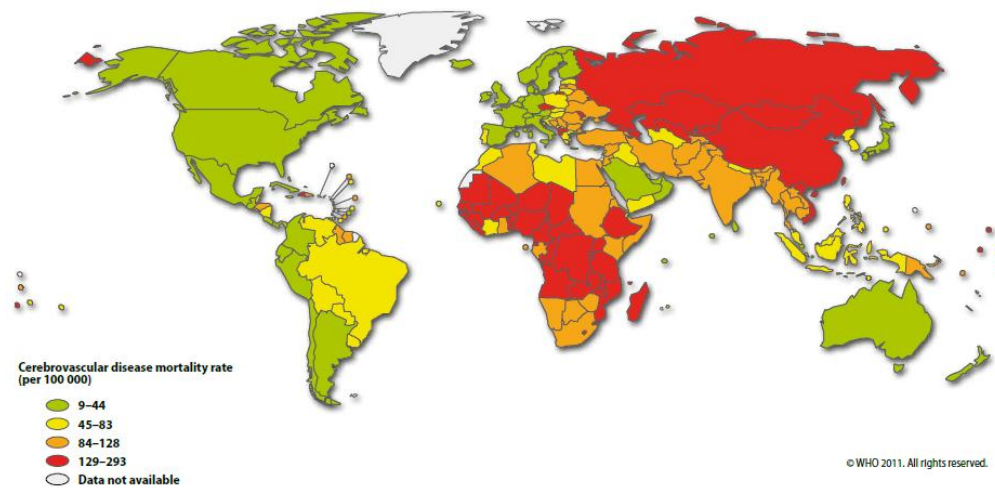 Cerebrovascular disease mortality rate
(per 100 000)
9–44
45–83
84–128
129–293
Data not available
© WHO 2011. All rights reserved.